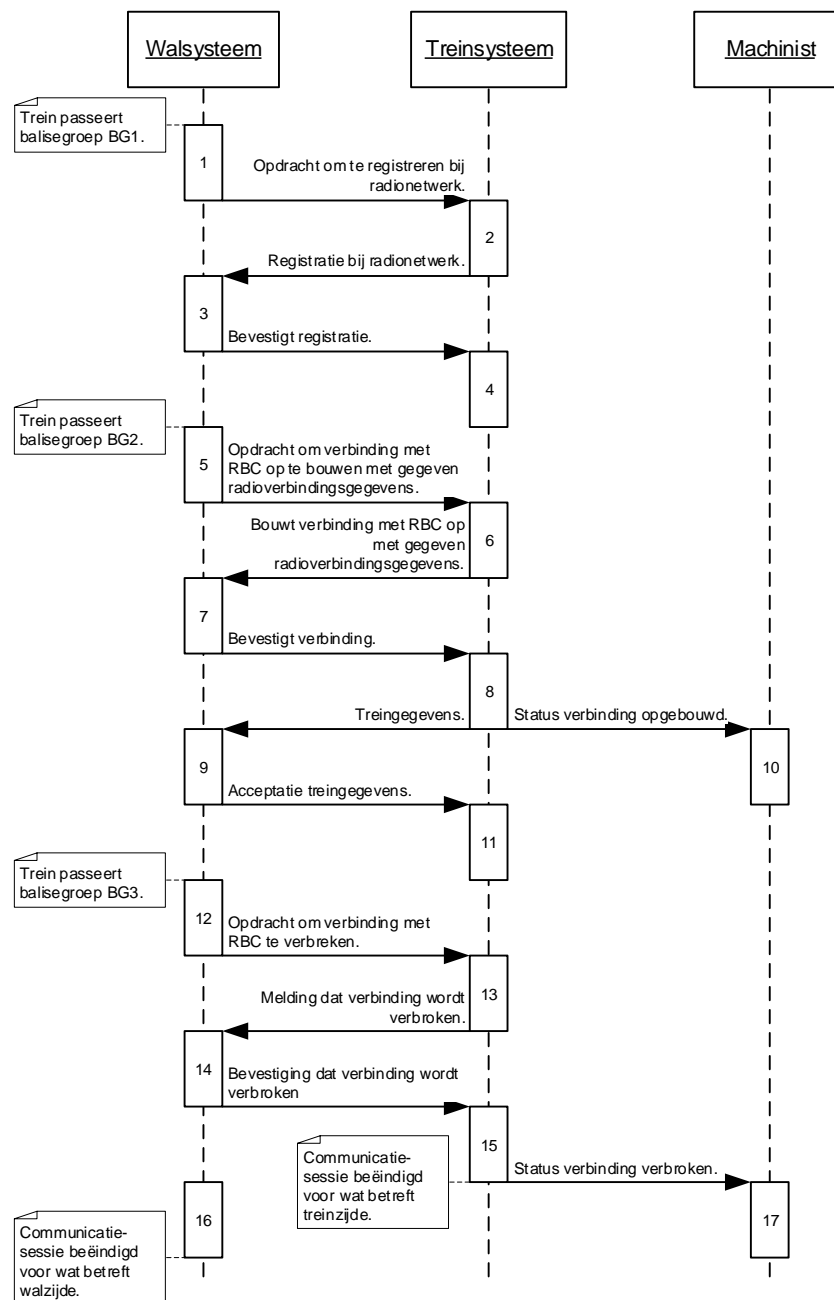 Walsysteem
Treinsysteem
Machinist
Trein passeert
balisegroep BG1.
1
Opdracht om te registreren bij
radionetwerk.
2
Registratie bij radionetwerk.
3
Bevestigt registratie.
4
Trein passeert
balisegroep BG2.
5
Opdracht om verbinding met
RBC op te bouwen met gegeven
radioverbindingsgegevens.
Bouwt verbinding met RBC op
met gegeven
radioverbindingsgegevens.
6
7
Bevestigt verbinding.
8
Treingegevens.
Status verbinding opgebouwd.
9
10
Acceptatie treingegevens.
11
Trein passeert
balisegroep BG3.
12
Opdracht om verbinding met
RBC te verbreken.
13
Melding dat verbinding wordt
verbroken.
14
Bevestiging dat verbinding wordt
verbroken
15
Communicatie-
sessie beëindigd
voor wat betreft
treinzijde.
Status verbinding verbroken.
16
17
Communicatie-
sessie beëindigd
voor wat betreft
walzijde.